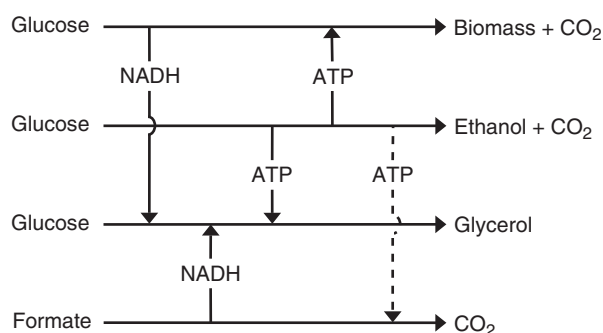 Glucose Biomass + CO₂
NADH ATP
Glucose Ethanol + CO₂
ATP ATP
Glucose Glycerol
NADH
Formate CO₂